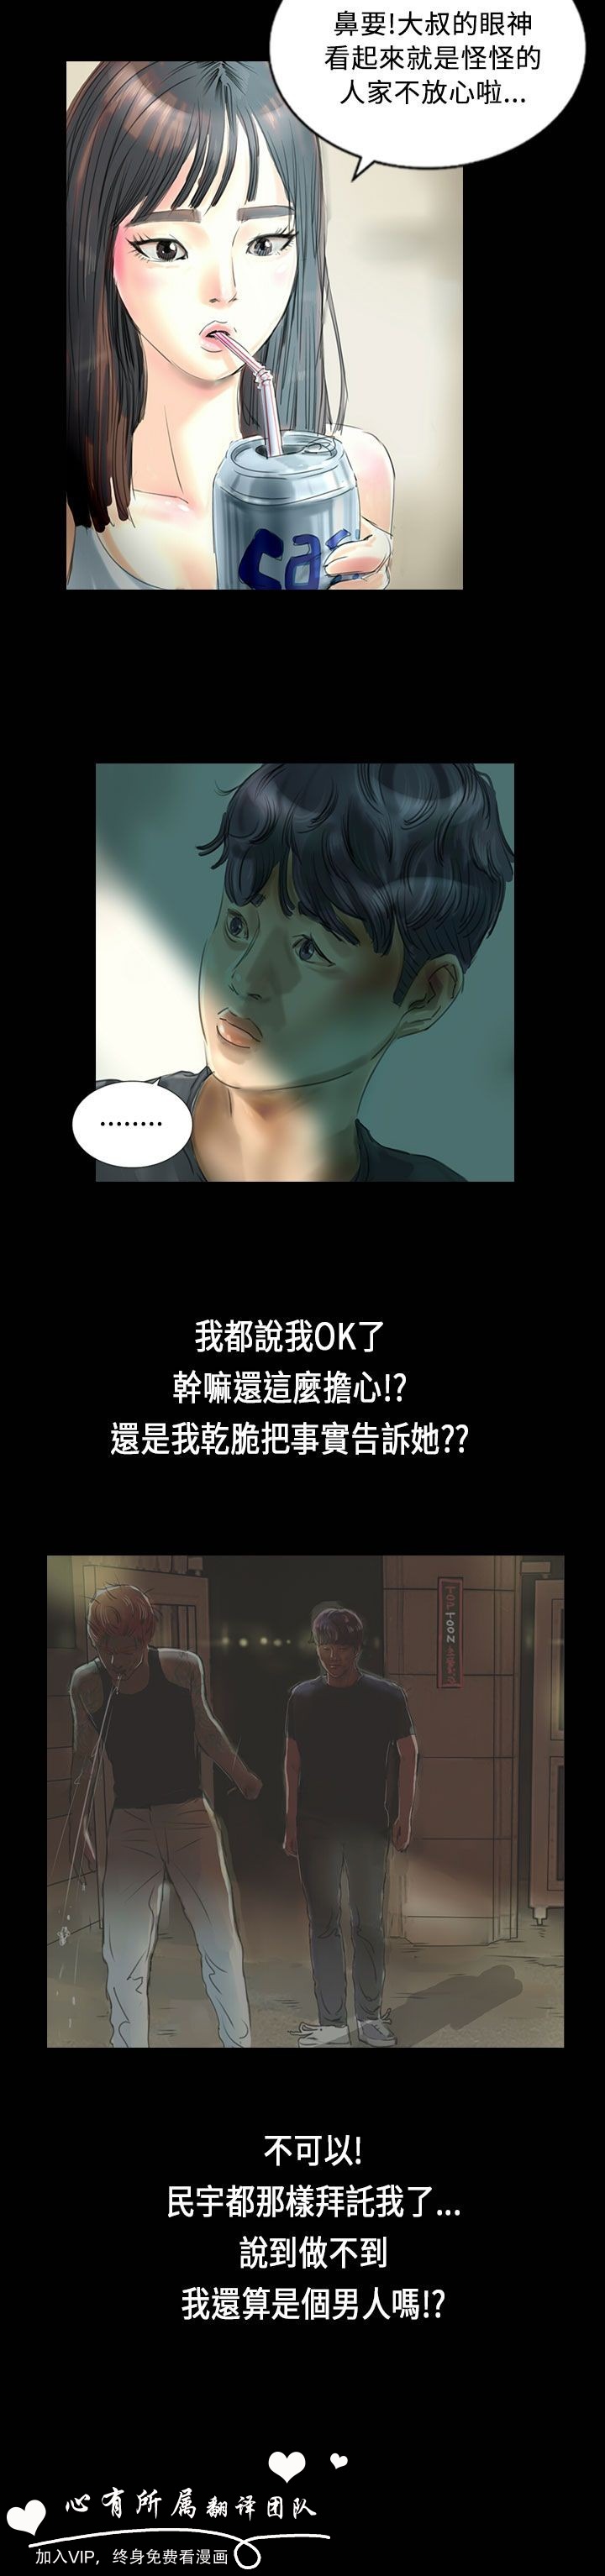 鼻要!大叔的眼神
看起來就是怪怪的
人家不放心啦...
cas
........
我都說我OK了
幹嘛還這麼擔心!?
還是我乾脆把事實告訴她??
TOPTOON
不可以!
民宇都那樣拜託我了...
說到做不到
我還算是個男人嗎!?
心有所属翻译团队
加入VIP，终身免费看漫画